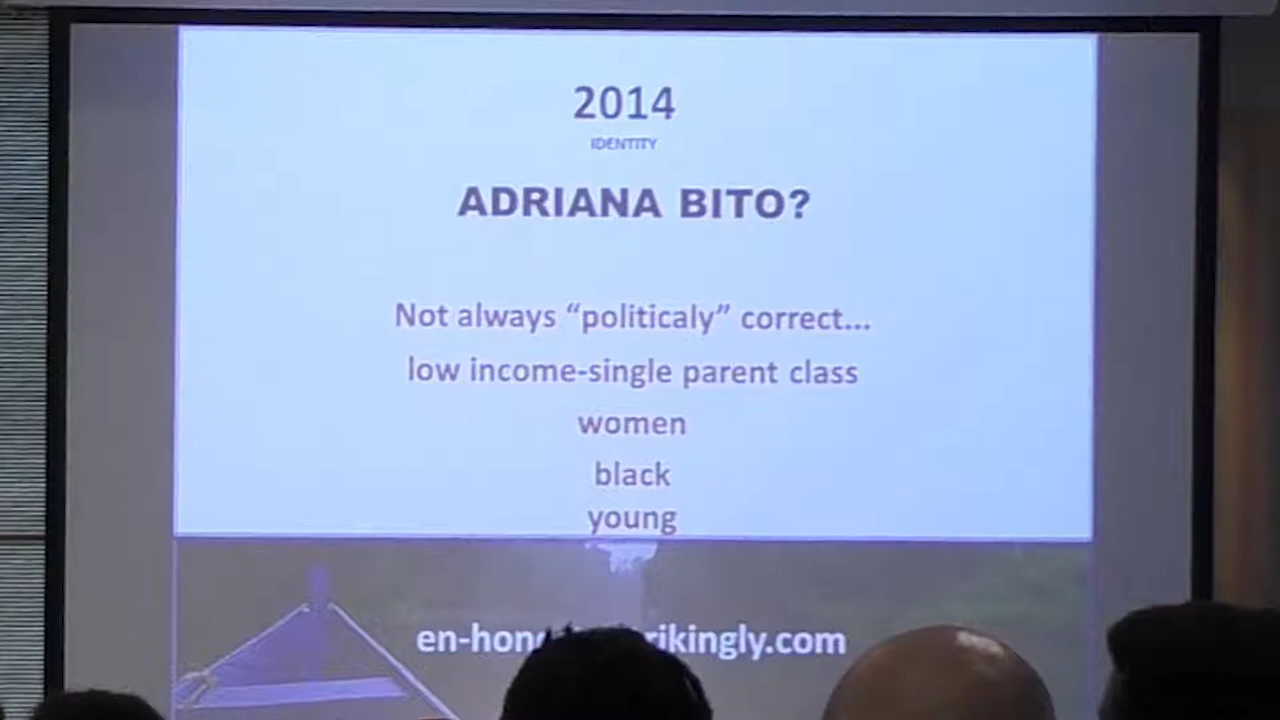 2014
IDENTITY
ADRIANA BITO?
Not always “politicaly” correct...
low income-single parent class
women
black
young